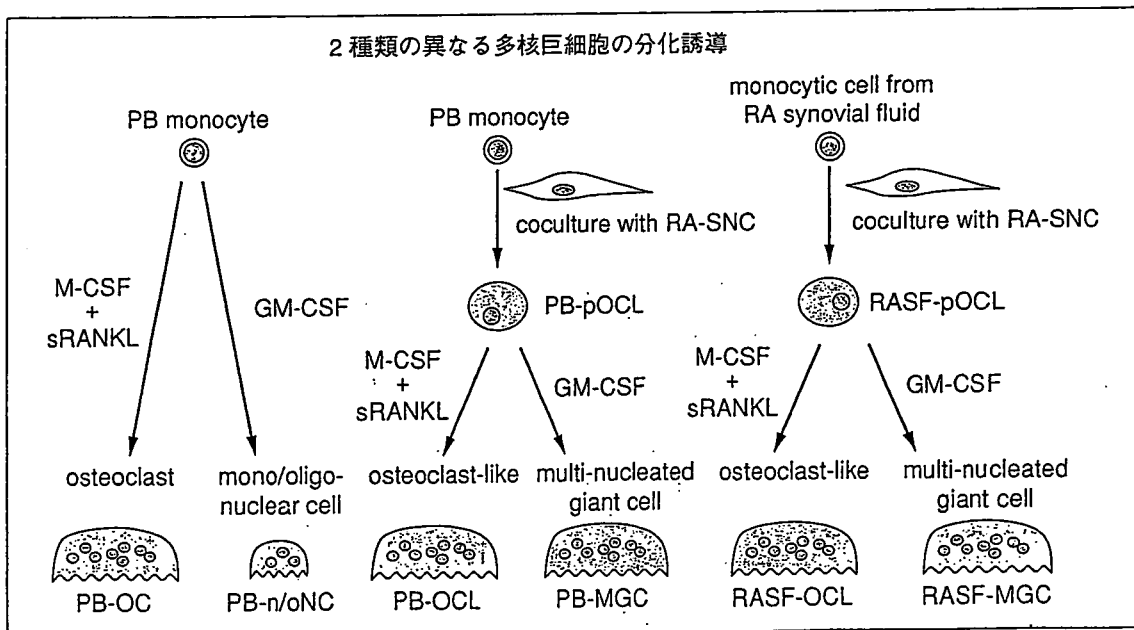 2種類の異なる多核巨細胞の分化誘導
PB monocyte
PB monocyte
monocytic cell from
RA synovial fluid
coculture with RA-SNC
coculture with RA-SNC
M-CSF
+
sRANKL
GM-CSF
PB-pOCL
RASF-pOCL
M-CSF
+
sRANKL
GM-CSF
M-CSF
+
sRANKL
GM-CSF
osteoclast
mono/oligo-
nuclear cell
osteoclast-like
multi-nucleated
giant cell
osteoclast-like
multi-nucleated
giant cell
PB-OC
PB-n/oNC
PB-OCL
PB-MGC
RASF-OCL
RASF-MGC